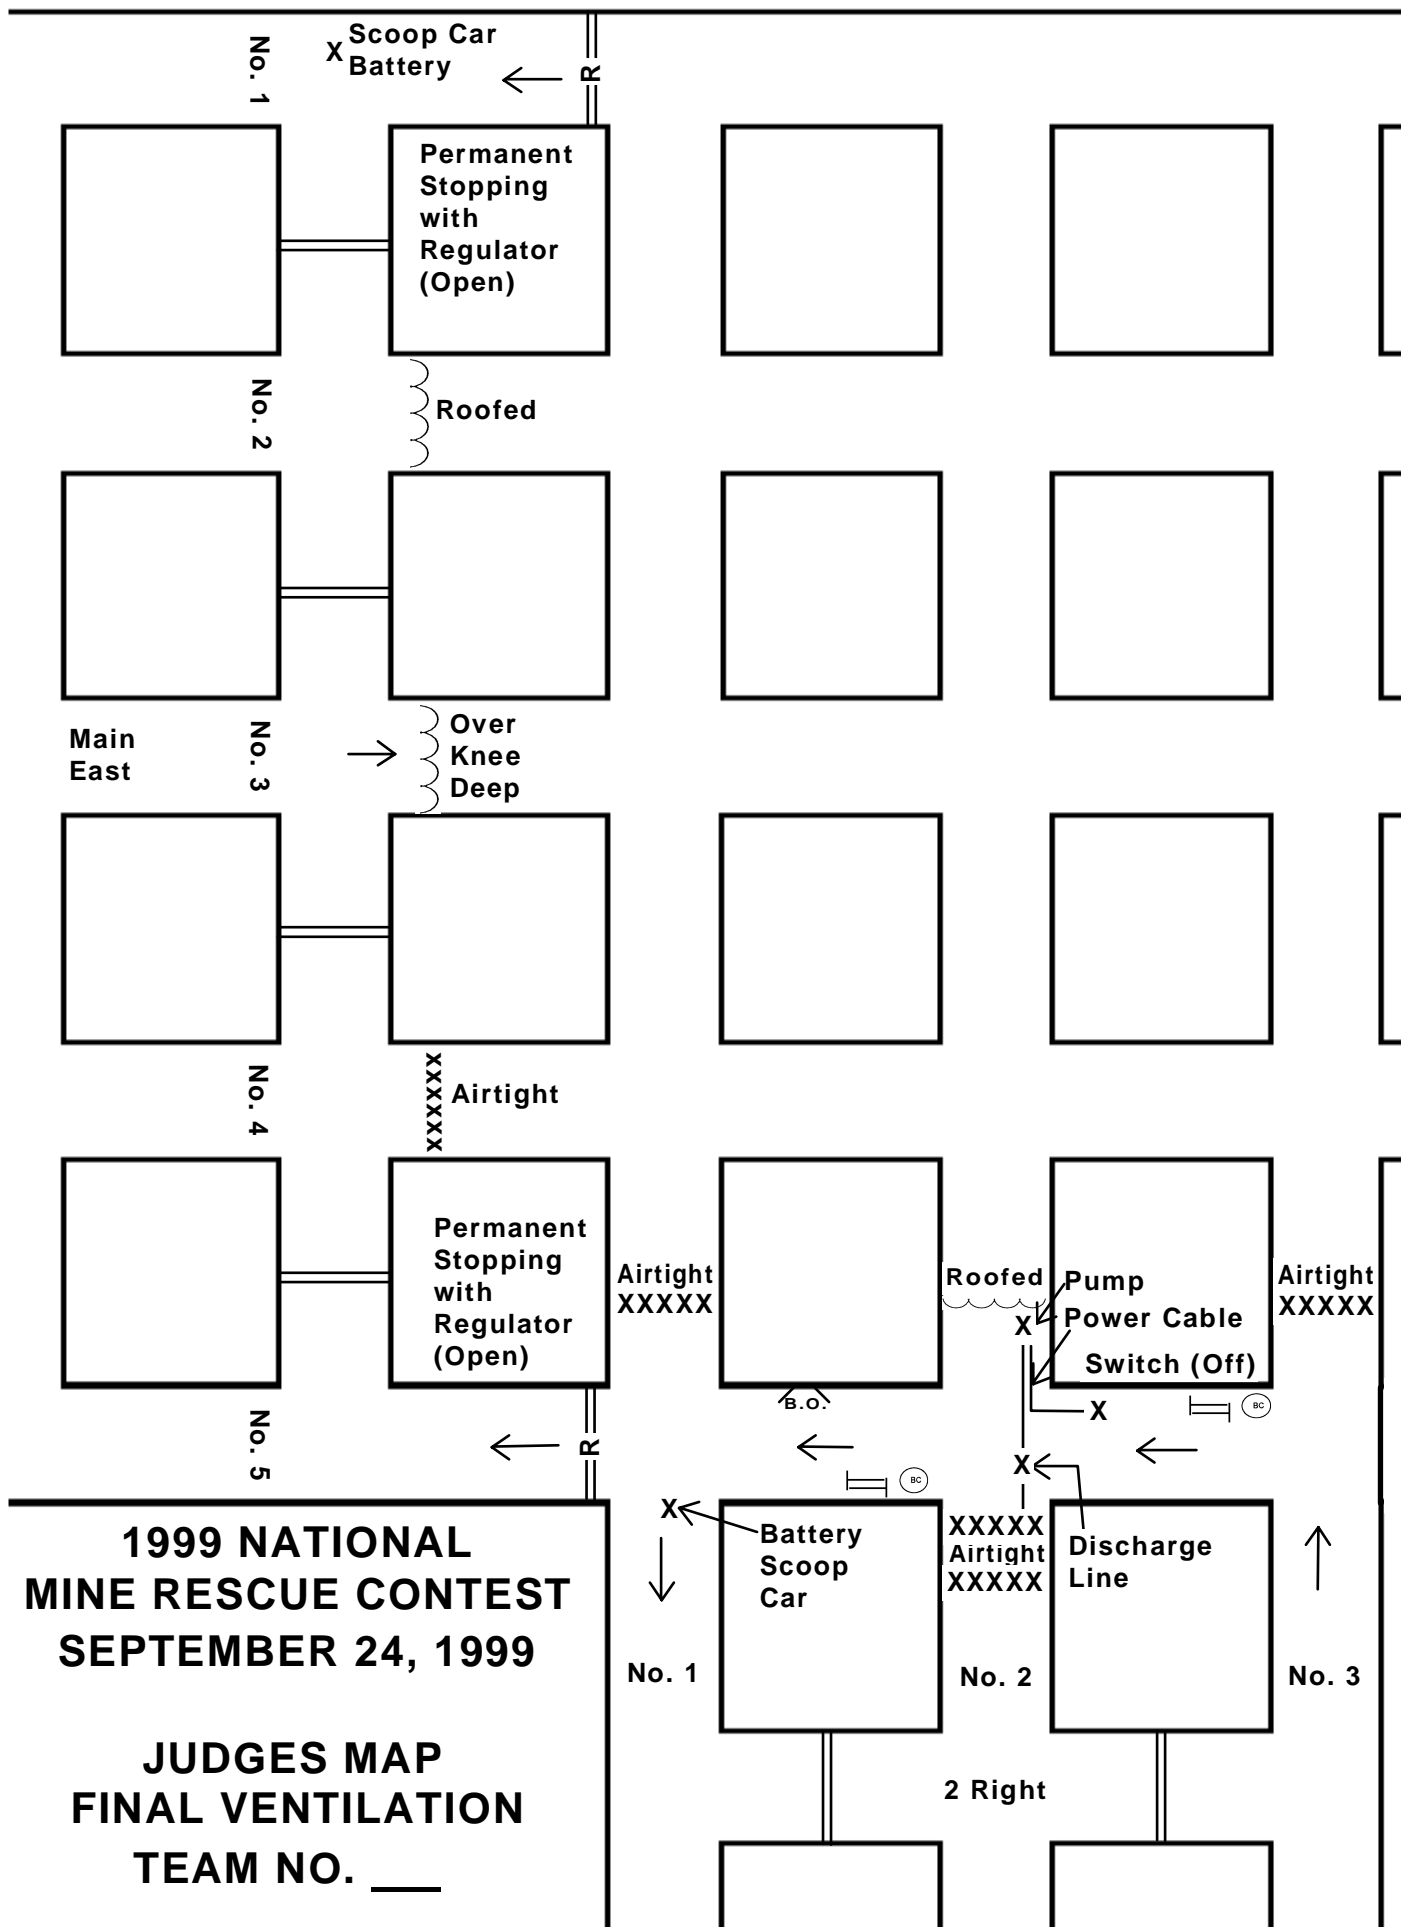 No. 1
X Scoop Car
Battery
R
Permanent
Stopping
with
Regulator
(Open)
No. 2
Roofed
Main
East
No. 3
Over
Knee
Deep
No. 4
XXXXXX
Airtight
Permanent
Stopping
with
Regulator
(Open)
Airtight
XXXXX
Roofed
Pump
X
Power Cable
Switch (Off)
Airtight
XXXXX
No. 5
R
B.O.
X
BC
X
BC
X
Battery
Scoop
Car
XXXXX
Airtight
XXXXX
Discharge
Line
No. 1
No. 2
No. 3
2 Right
1999 NATIONAL
MINE RESCUE CONTEST
SEPTEMBER 24, 1999
JUDGES MAP
FINAL VENTILATION
TEAM NO. ___